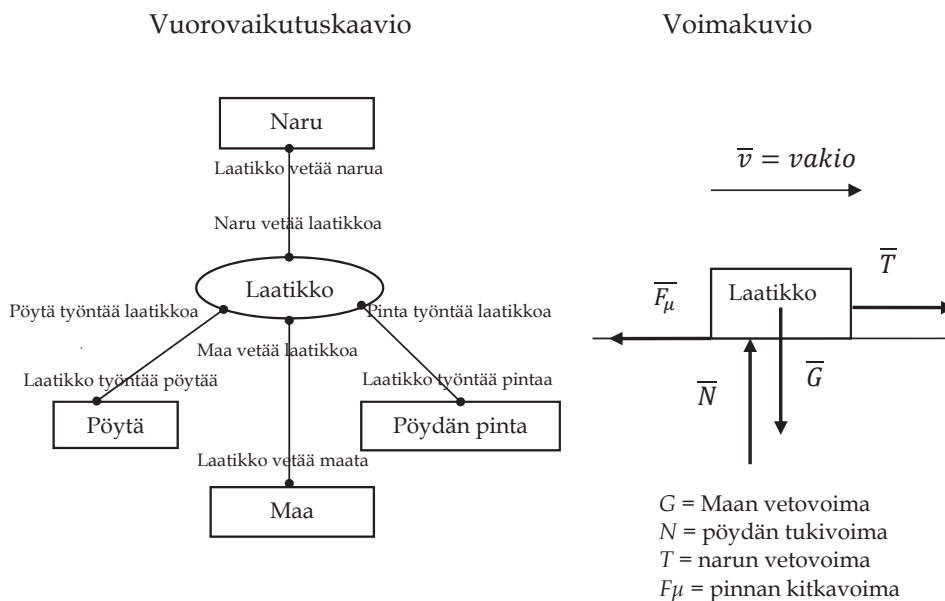 Vuorovaikutuskaavio
Voimakuvio
Naru
Laatikko vetää narua
Naru vetää laatikkoa
Laatikko
Pöytä työntää laatikkoa
Pinta työntää laatikkoa
Maa vetää laatikkoa
Laatikko työntää pöytää
Laatikko työntää pintaa
Pöytä
Pöydän pinta
Laatikko vetää maata
Maa
v̅ = vakio
T̅
F̅μ
Laatikko
N̅
G̅
G = Maan vetovoima
N = pöydän tukivoima
T = narun vetovoima
Fμ = pinnan kitkavoima